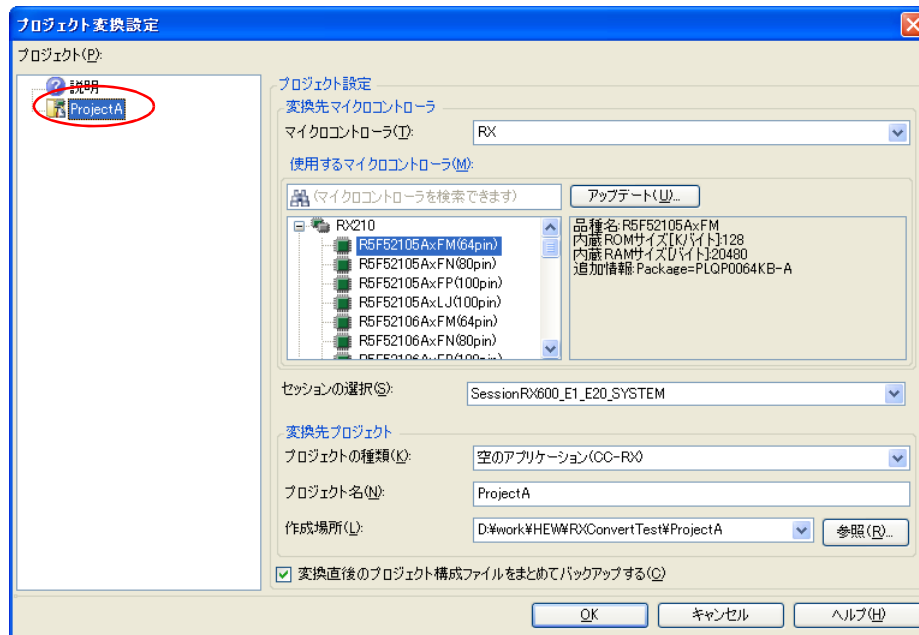 プロジェクト変換設定
プロジェクト(P):
説明
ProjectA
プロジェクト設定
変換先マイクロコントローラ
マイクロコントローラ(T):
RX
使用するマイクロコントローラ(M):
(マイクロコントローラを検索できます)
アップデート(U)...
RX210
R5F52105AxFM(64pin)
R5F52105AxFN(80pin)
R5F52105AxFP(100pin)
R5F52105AxLJ(100pin)
R5F52106AxFM(64pin)
R5F52106AxFN(80pin)
R5F52106AxFP(100pin)
品種名:R5F52105AxFM
内蔵ROMサイズ[Kバイト]:128
内蔵RAMサイズ[バイト]:20480
追加情報:Package=PLQP0064KB-A
セッションの選択(S):
SessionRX600_E1_E20_SYSTEM
変換先プロジェクト
プロジェクトの種類(K):
空のアプリケーション(CC-RX)
プロジェクト名(N):
ProjectA
作成場所(L):
D:¥work¥HEW¥RXConvertTest¥ProjectA
参照(R)...
変換直後のプロジェクト構成ファイルをまとめてバックアップする(C)
OK
キャンセル
ヘルプ(H)